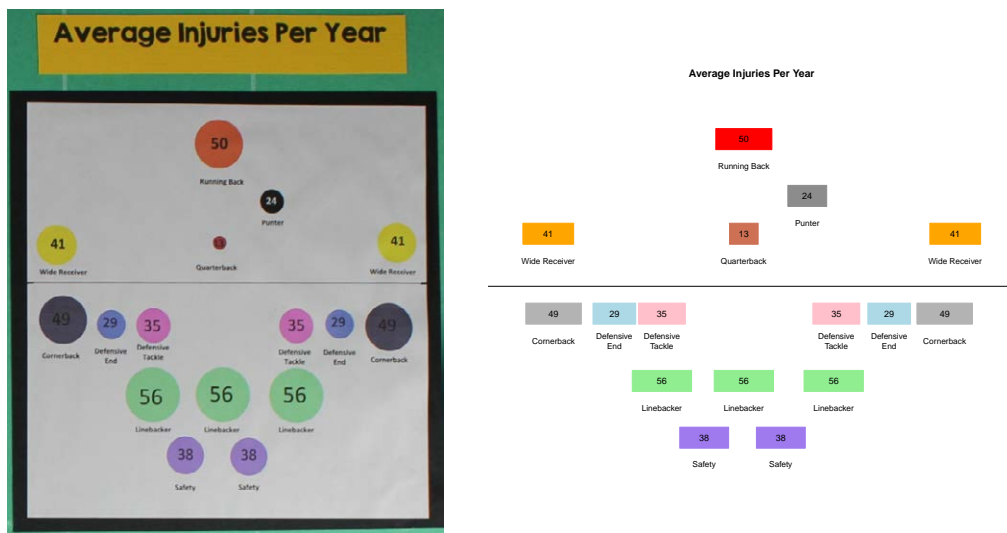 Average Injuries Per Year
50
Running Back
24
Punter
41
Wide Receiver
13
Quarterback
41
Wide Receiver
49
Cornerback
29
Defensive
End
35
Defensive
Tackle
35
Defensive
Tackle
29
Defensive
End
49
Cornerback
56
Linebacker
56
Linebacker
56
Linebacker
38
Safety
38
Safety
Average Injuries Per Year
50
Running Back
24
Punter
41
Wide Receiver
13
Quarterback
41
Wide Receiver
49
Cornerback
29
Defensive
End
35
Defensive
Tackle
35
Defensive
Tackle
29
Defensive
End
49
Cornerback
56
Linebacker
56
Linebacker
56
Linebacker
38
Safety
38
Safety